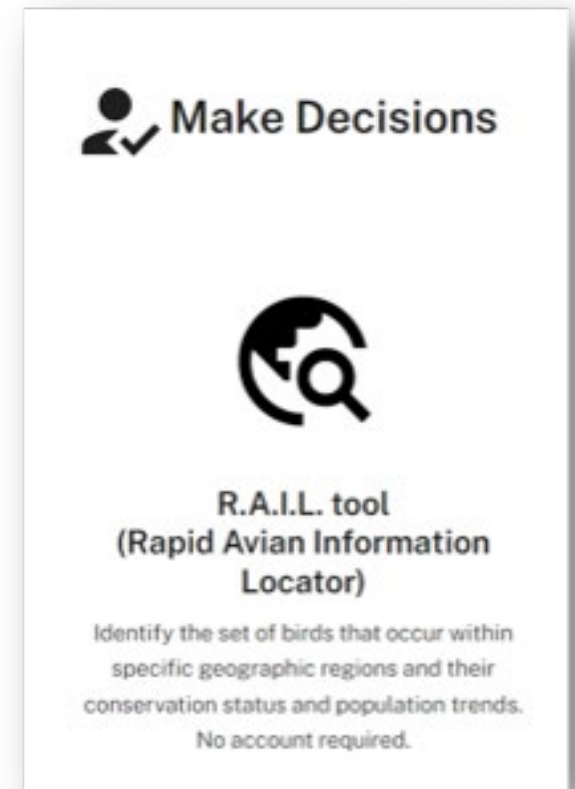 Make Decisions
R.A.I.L. tool
(Rapid Avian Information
Locator)
Identify the set of birds that occur within
specific geographic regions and their
conservation status and population trends.
No account required.